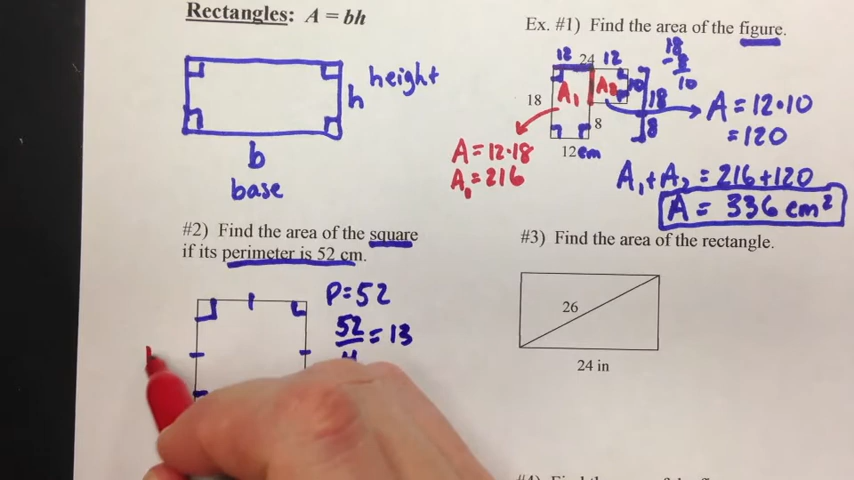 Rectangles: A = bh
h height
b
base
Ex. #1) Find the area of the figure.
12 24 12
18
-8
10
18 A1 A2 10 18
8 8
12cm
A = 12·10
= 120
A = 12·18
A1 = 216
A1 + A2 = 216+120
A = 336 cm²
#2) Find the area of the square
if its perimeter is 52 cm.
P = 52
52
4
= 13
#3) Find the area of the rectangle.
26
24 in